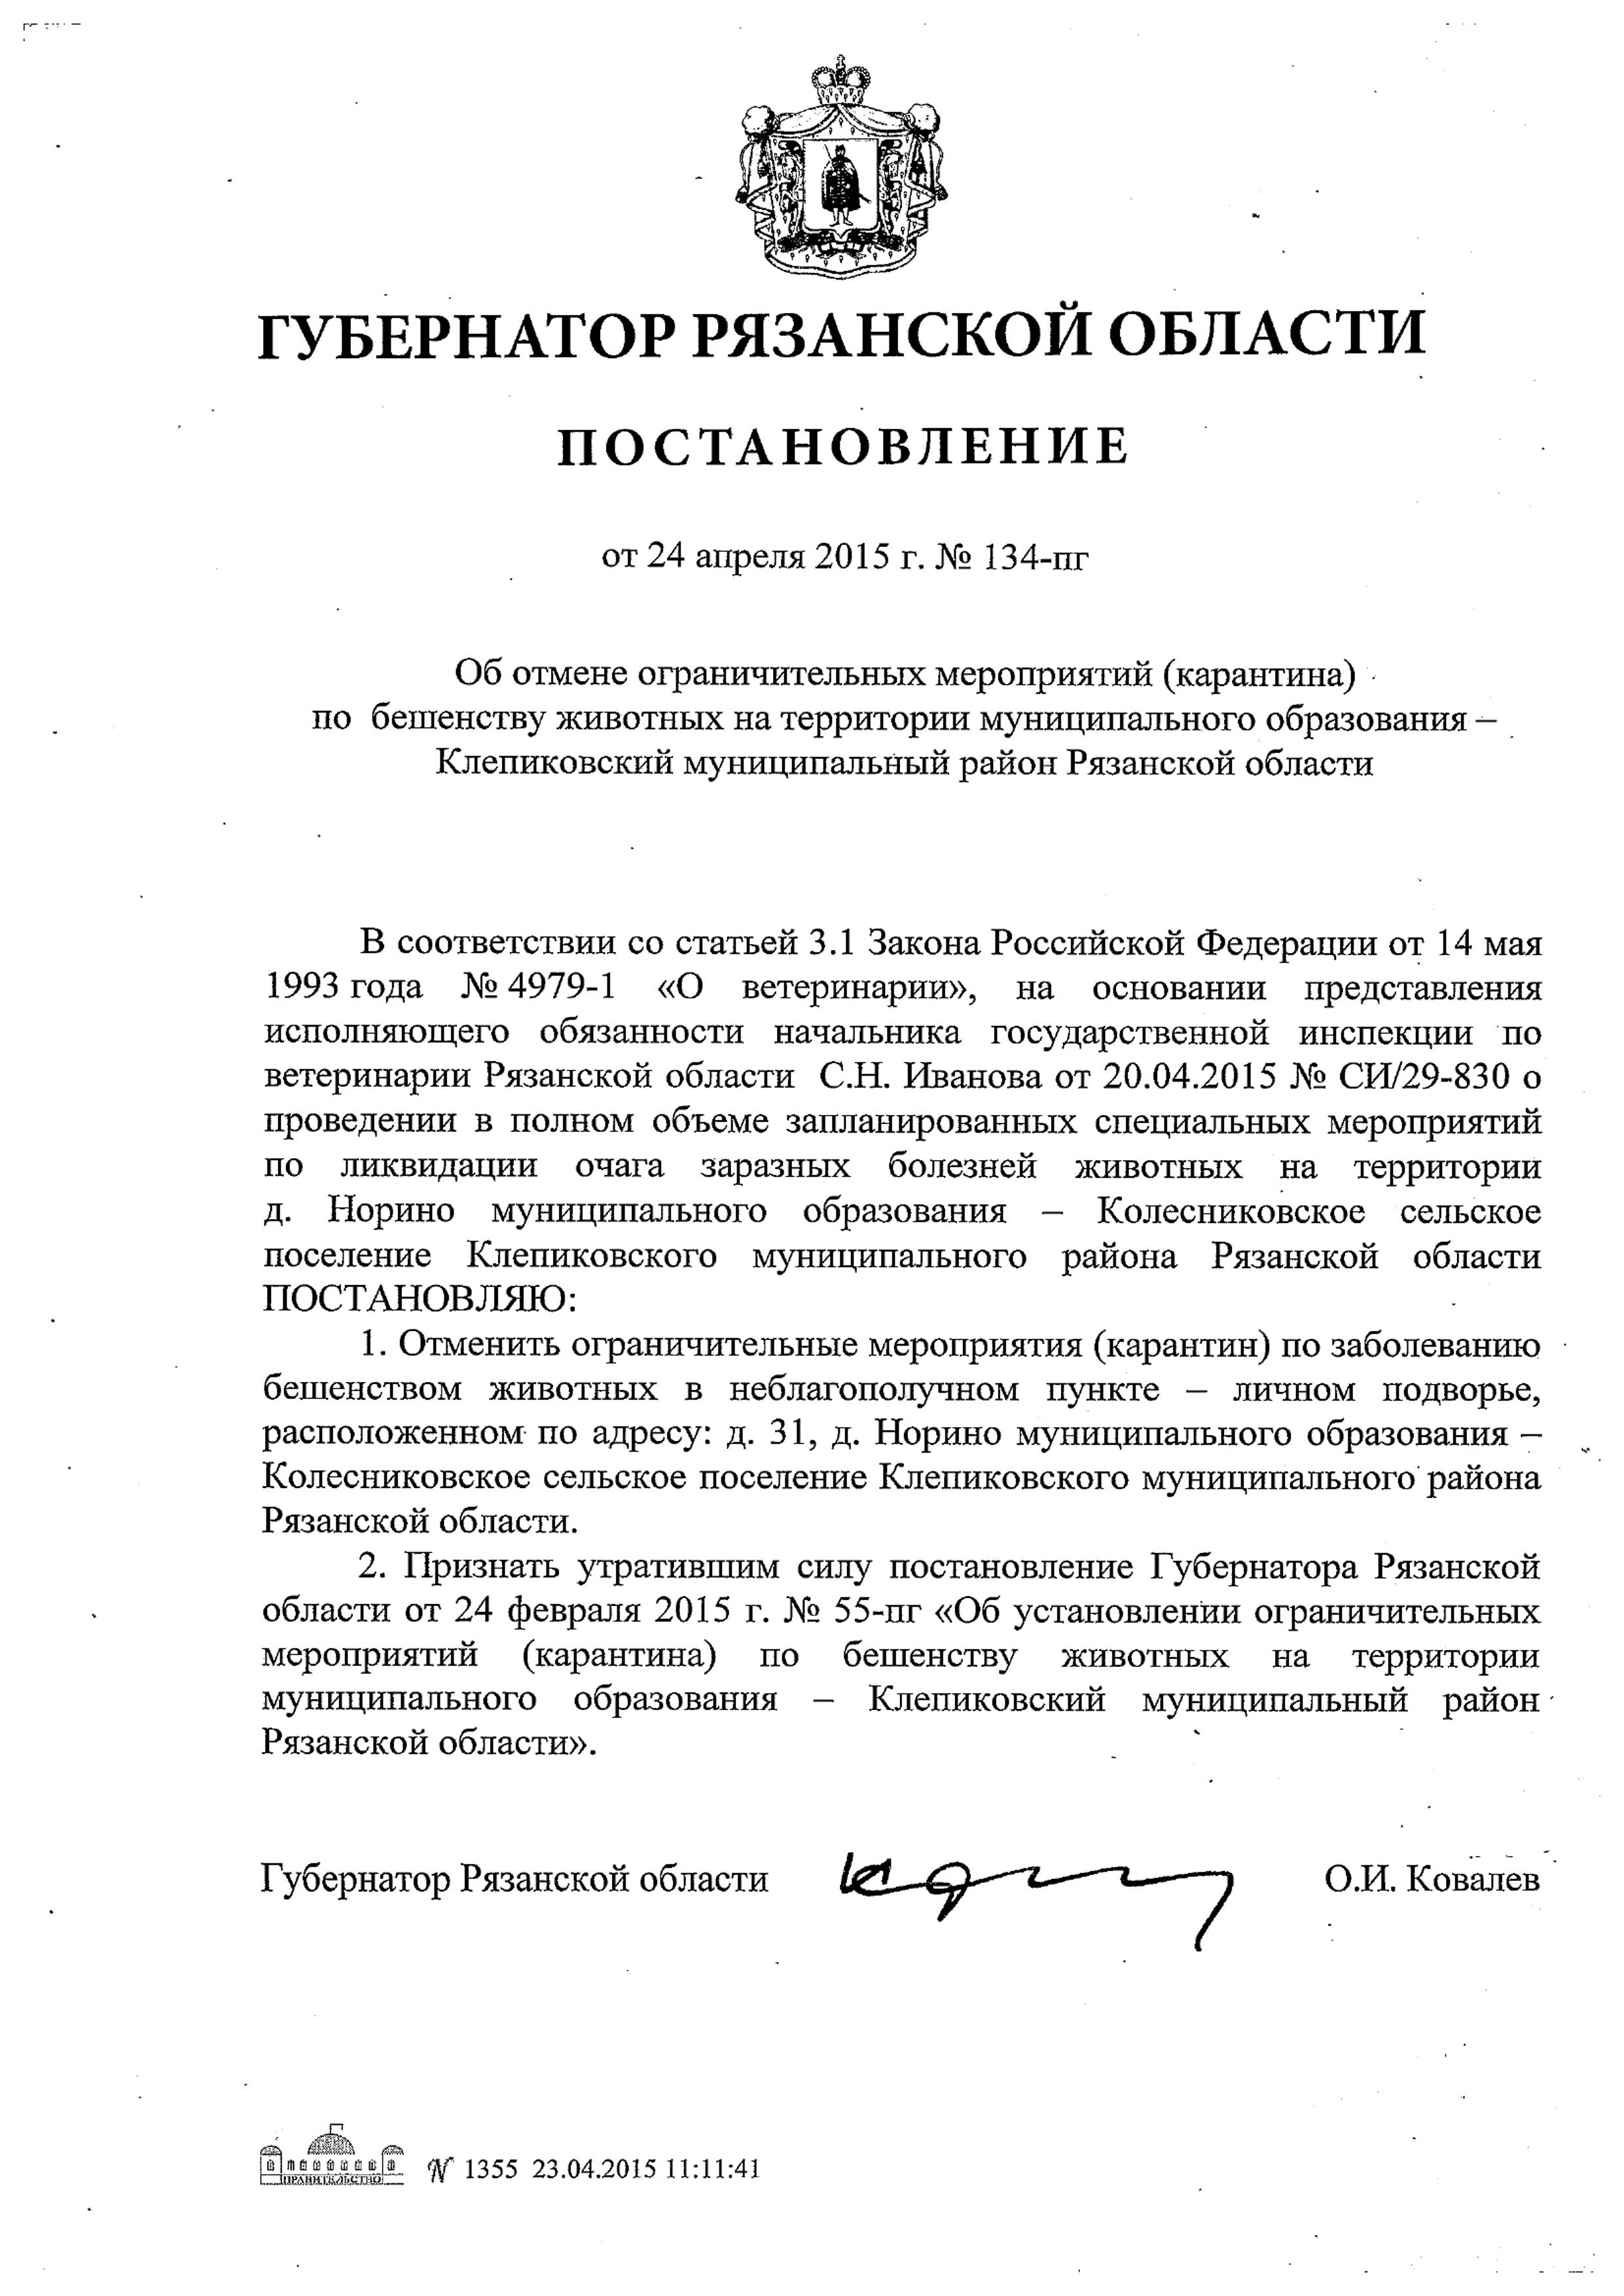 ГУБЕРНАТОР РЯЗАНСКОЙ ОБЛАСТИ
ПОСТАНОВЛЕНИЕ
от 24 апреля 2015 г. № 134-пг
Об отмене ограничительных мероприятий (карантина)
по бешенству животных на территории муниципального образования –
Клепиковский муниципальный район Рязанской области
В соответствии со статьей 3.1 Закона Российской Федерации от 14 мая
1993 года № 4979-1 «О ветеринарии», на основании представления
исполняющего обязанности начальника государственной инспекции по
ветеринарии Рязанской области С.Н. Иванова от 20.04.2015 № СИ/29-830 о
проведении в полном объеме запланированных специальных мероприятий
по ликвидации очага заразных болезней животных на территории
д. Норино муниципального образования – Колесниковское сельское
поселение Клепиковского муниципального района Рязанской области
ПОСТАНОВЛЯЮ:
1. Отменить ограничительные мероприятия (карантин) по заболеванию
бешенством животных в неблагополучном пункте – личном подворье,
расположенном по адресу: д. 31, д. Норино муниципального образования –
Колесниковское сельское поселение Клепиковского муниципального района
Рязанской области.
2. Признать утратившим силу постановление Губернатора Рязанской
области от 24 февраля 2015 г. № 55-пг «Об установлении ограничительных
мероприятий (карантина) по бешенству животных на территории
муниципального образования – Клепиковский муниципальный район
Рязанской области».
Губернатор Рязанской области О.И. Ковалев
ПРАВИТЕЛЬСТВО N 1355 23.04.2015 11:11:41